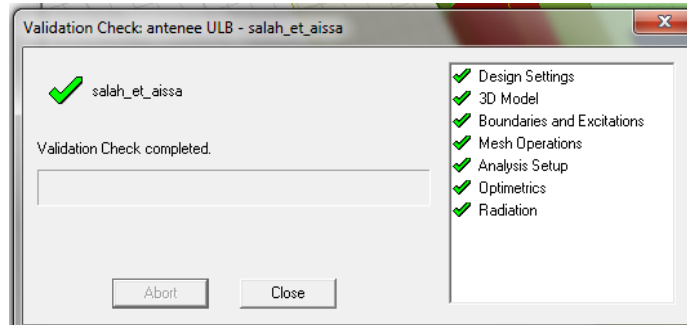 Validation Check: antenee ULB - salah_et_aissa
salah_et_aissa
Validation Check completed.
Abort
Close
Design Settings
3D Model
Boundaries and Excitations
Mesh Operations
Analysis Setup
Optimetrics
Radiation